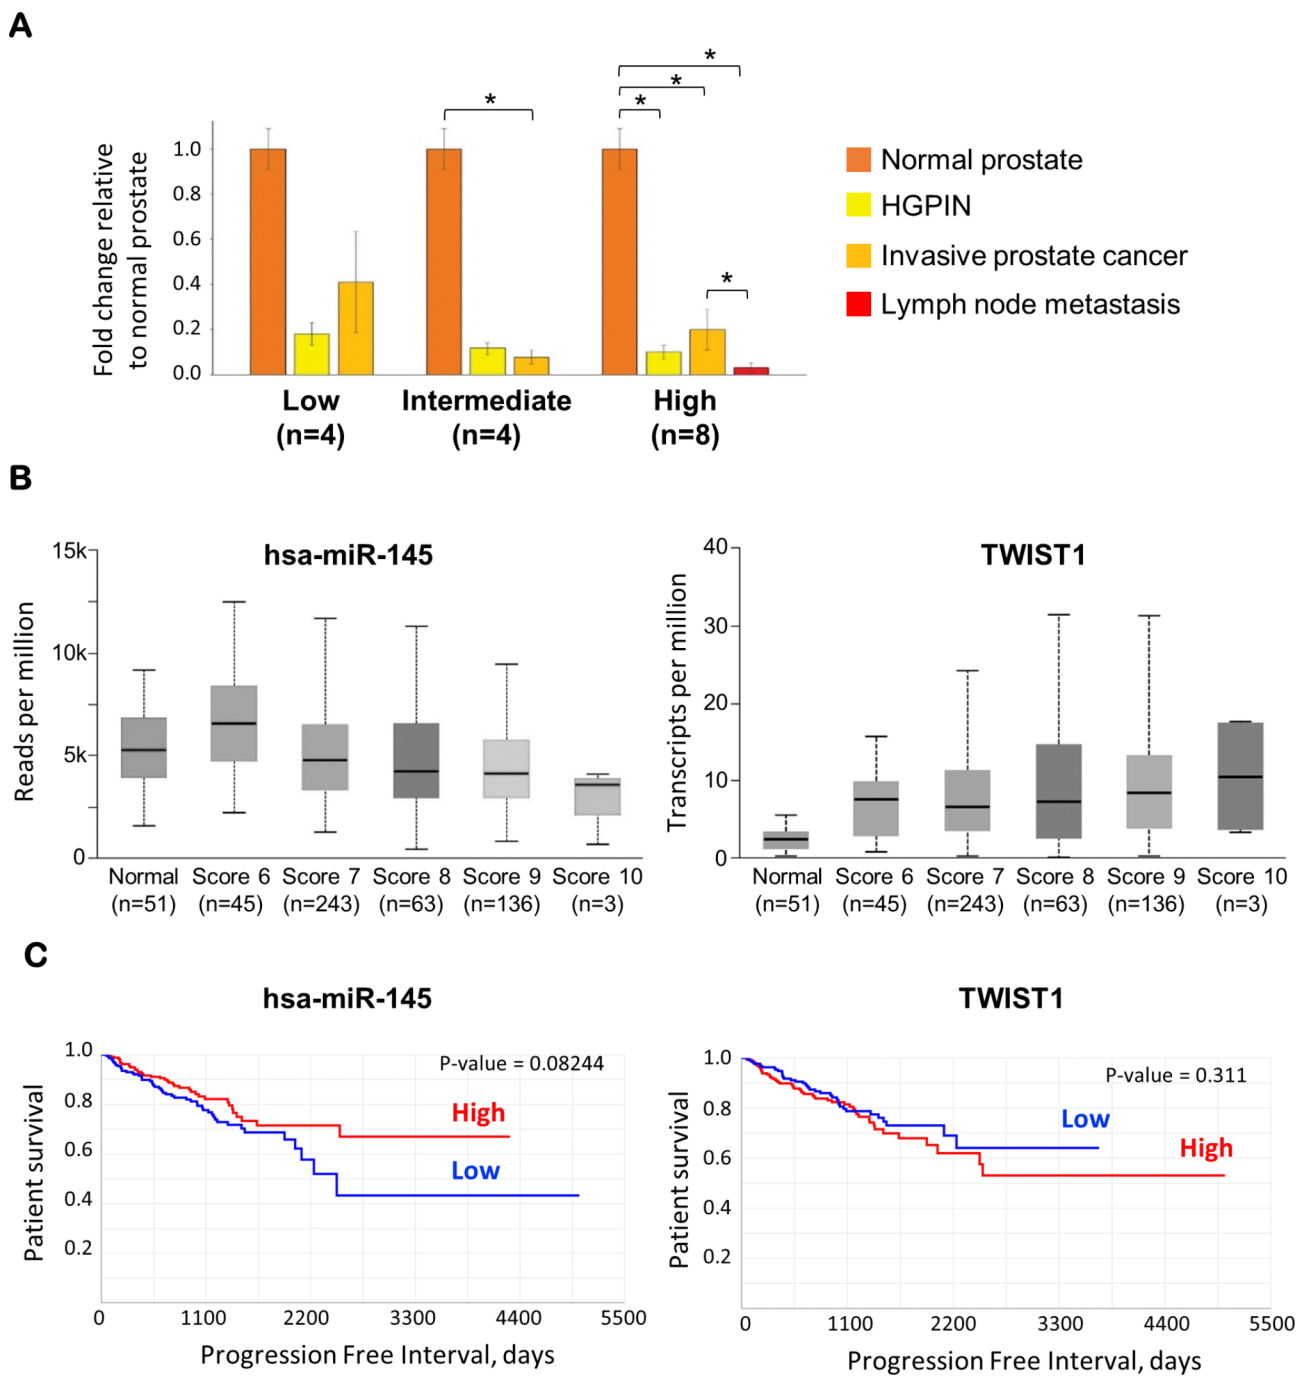 A
*
*
*
*
*
Fold change relative
to normal prostate
1.0
0.8
0.6
0.4
0.2
0.0
Low
(n=4)
Intermediate
(n=4)
High
(n=8)
Normal prostate
HGPIN
Invasive prostate cancer
Lymph node metastasis
B
hsa-miR-145
Reads per million
15k
10k
5k
0
Normal
(n=51)
Score 6
(n=45)
Score 7
(n=243)
Score 8
(n=63)
Score 9
(n=136)
Score 10
(n=3)
TWIST1
Transcripts per million
40
30
20
10
0
Normal
(n=51)
Score 6
(n=45)
Score 7
(n=243)
Score 8
(n=63)
Score 9
(n=136)
Score 10
(n=3)
C
hsa-miR-145
P-value = 0.08244
High
Low
Patient survival
1.0
0.8
0.6
0.4
0.2
0
1100
2200
3300
4400
5500
Progression Free Interval, days
TWIST1
P-value = 0.311
Low
High
Patient survival
1.0
0.8
0.6
0.4
0.2
0
1100
2200
3300
4400
5500
Progression Free Interval, days